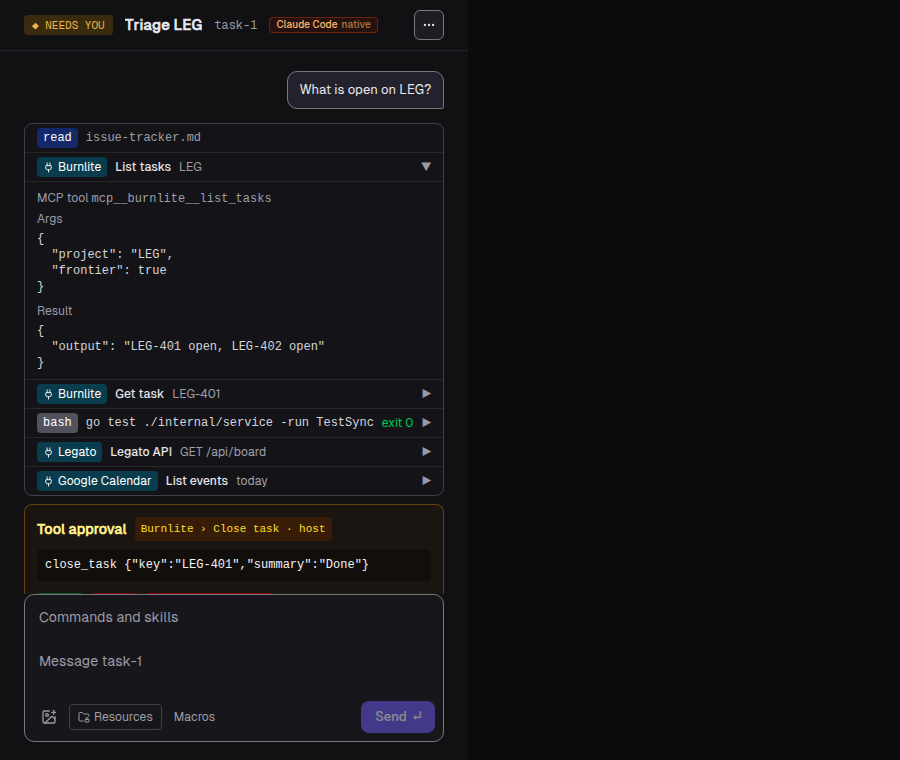 ◆ NEEDS YOU Triage LEG task-1 Claude Code native ···
What is open on LEG?
read issue-tracker.md
Burnlite List tasks LEG ▼
MCP tool mcp__burnlite__list_tasks
Args
{
  "project": "LEG",
  "frontier": true
}
Result
{
  "output": "LEG-401 open, LEG-402 open"
}
Burnlite Get task LEG-401 ▶
bash go test ./internal/service -run TestSync exit 0 ▶
Legato Legato API GET /api/board ▶
Google Calendar List events today ▶
Tool approval Burnlite › Close task · host
close_task {"key":"LEG-401","summary":"Done"}
Commands and skills
Message task-1
Resources Macros Send ↵